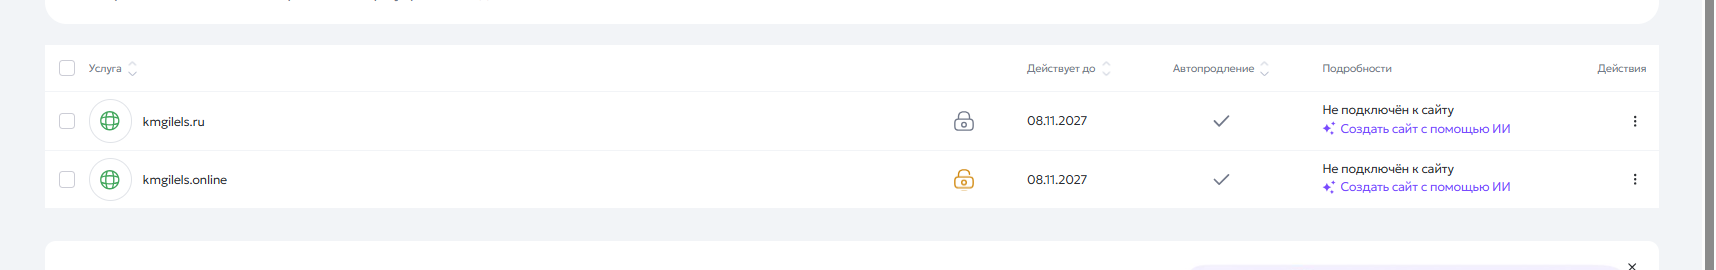 Услуга Действует до Автопродление Подробности Действия
kmgilels.ru 08.11.2027 Не подключён к сайту
Создать сайт с помощью ИИ
kmgilels.online 08.11.2027 Не подключён к сайту
Создать сайт с помощью ИИ